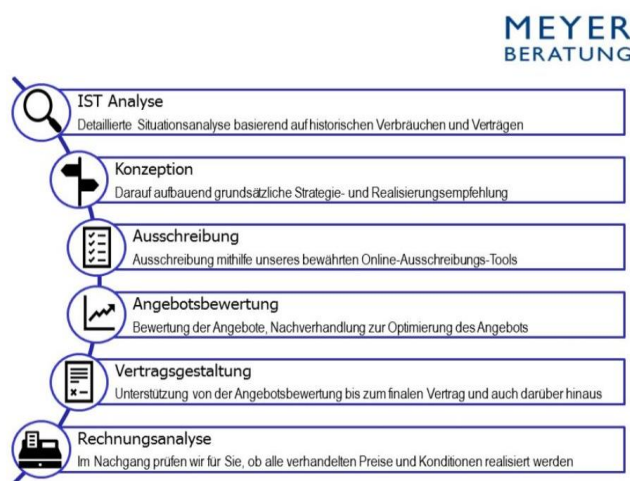 MEYER
BERATUNG
IST Analyse
Detaillierte Situationsanalyse basierend auf historischen Verbräuchen und Verträgen
Konzeption
Darauf aufbauend grundsätzliche Strategie- und Realisierungsempfehlung
Ausschreibung
Ausschreibung mithilfe unseres bewährten Online-Ausschreibungs-Tools
Angebotsbewertung
Bewertung der Angebote, Nachverhandlung zur Optimierung des Angebots
Vertragsgestaltung
Unterstützung von der Angebotsbewertung bis zum finalen Vertrag und auch darüber hinaus
Rechnungsanalyse
Im Nachgang prüfen wir für Sie, ob alle verhandelten Preise und Konditionen realisiert werden